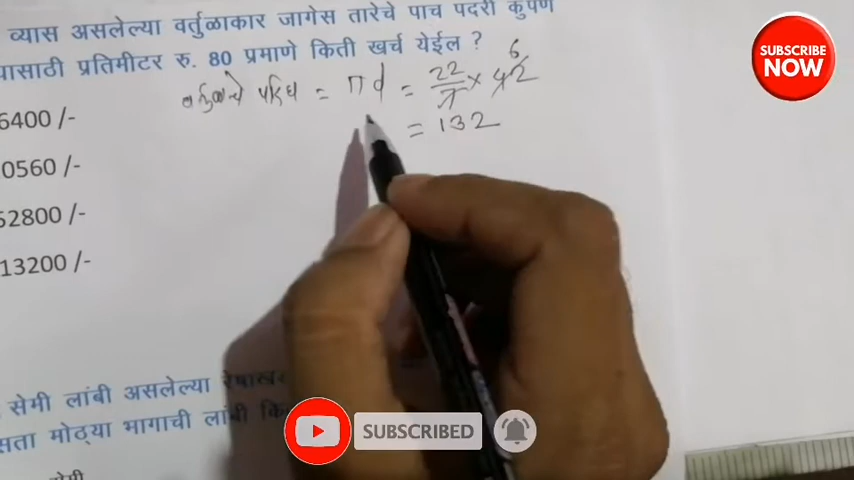 व्यास असलेल्या वर्तुळाकार जागेस तारेचे पाच पदरी कुंपण
यासाठी प्रतिमीटर रु. 80 प्रमाणे किती खर्च येईल ?
परिघ = πd = 22/7 × 42 6
= 132
6400 /-
0560 /-
52800 /-
13200 /-
सेमी लांबी असलेल्या रेषाखं
सता मोठ्या भागाची लांबी कि
सेमी
SUBSCRIBE
NOW
SUBSCRIBED